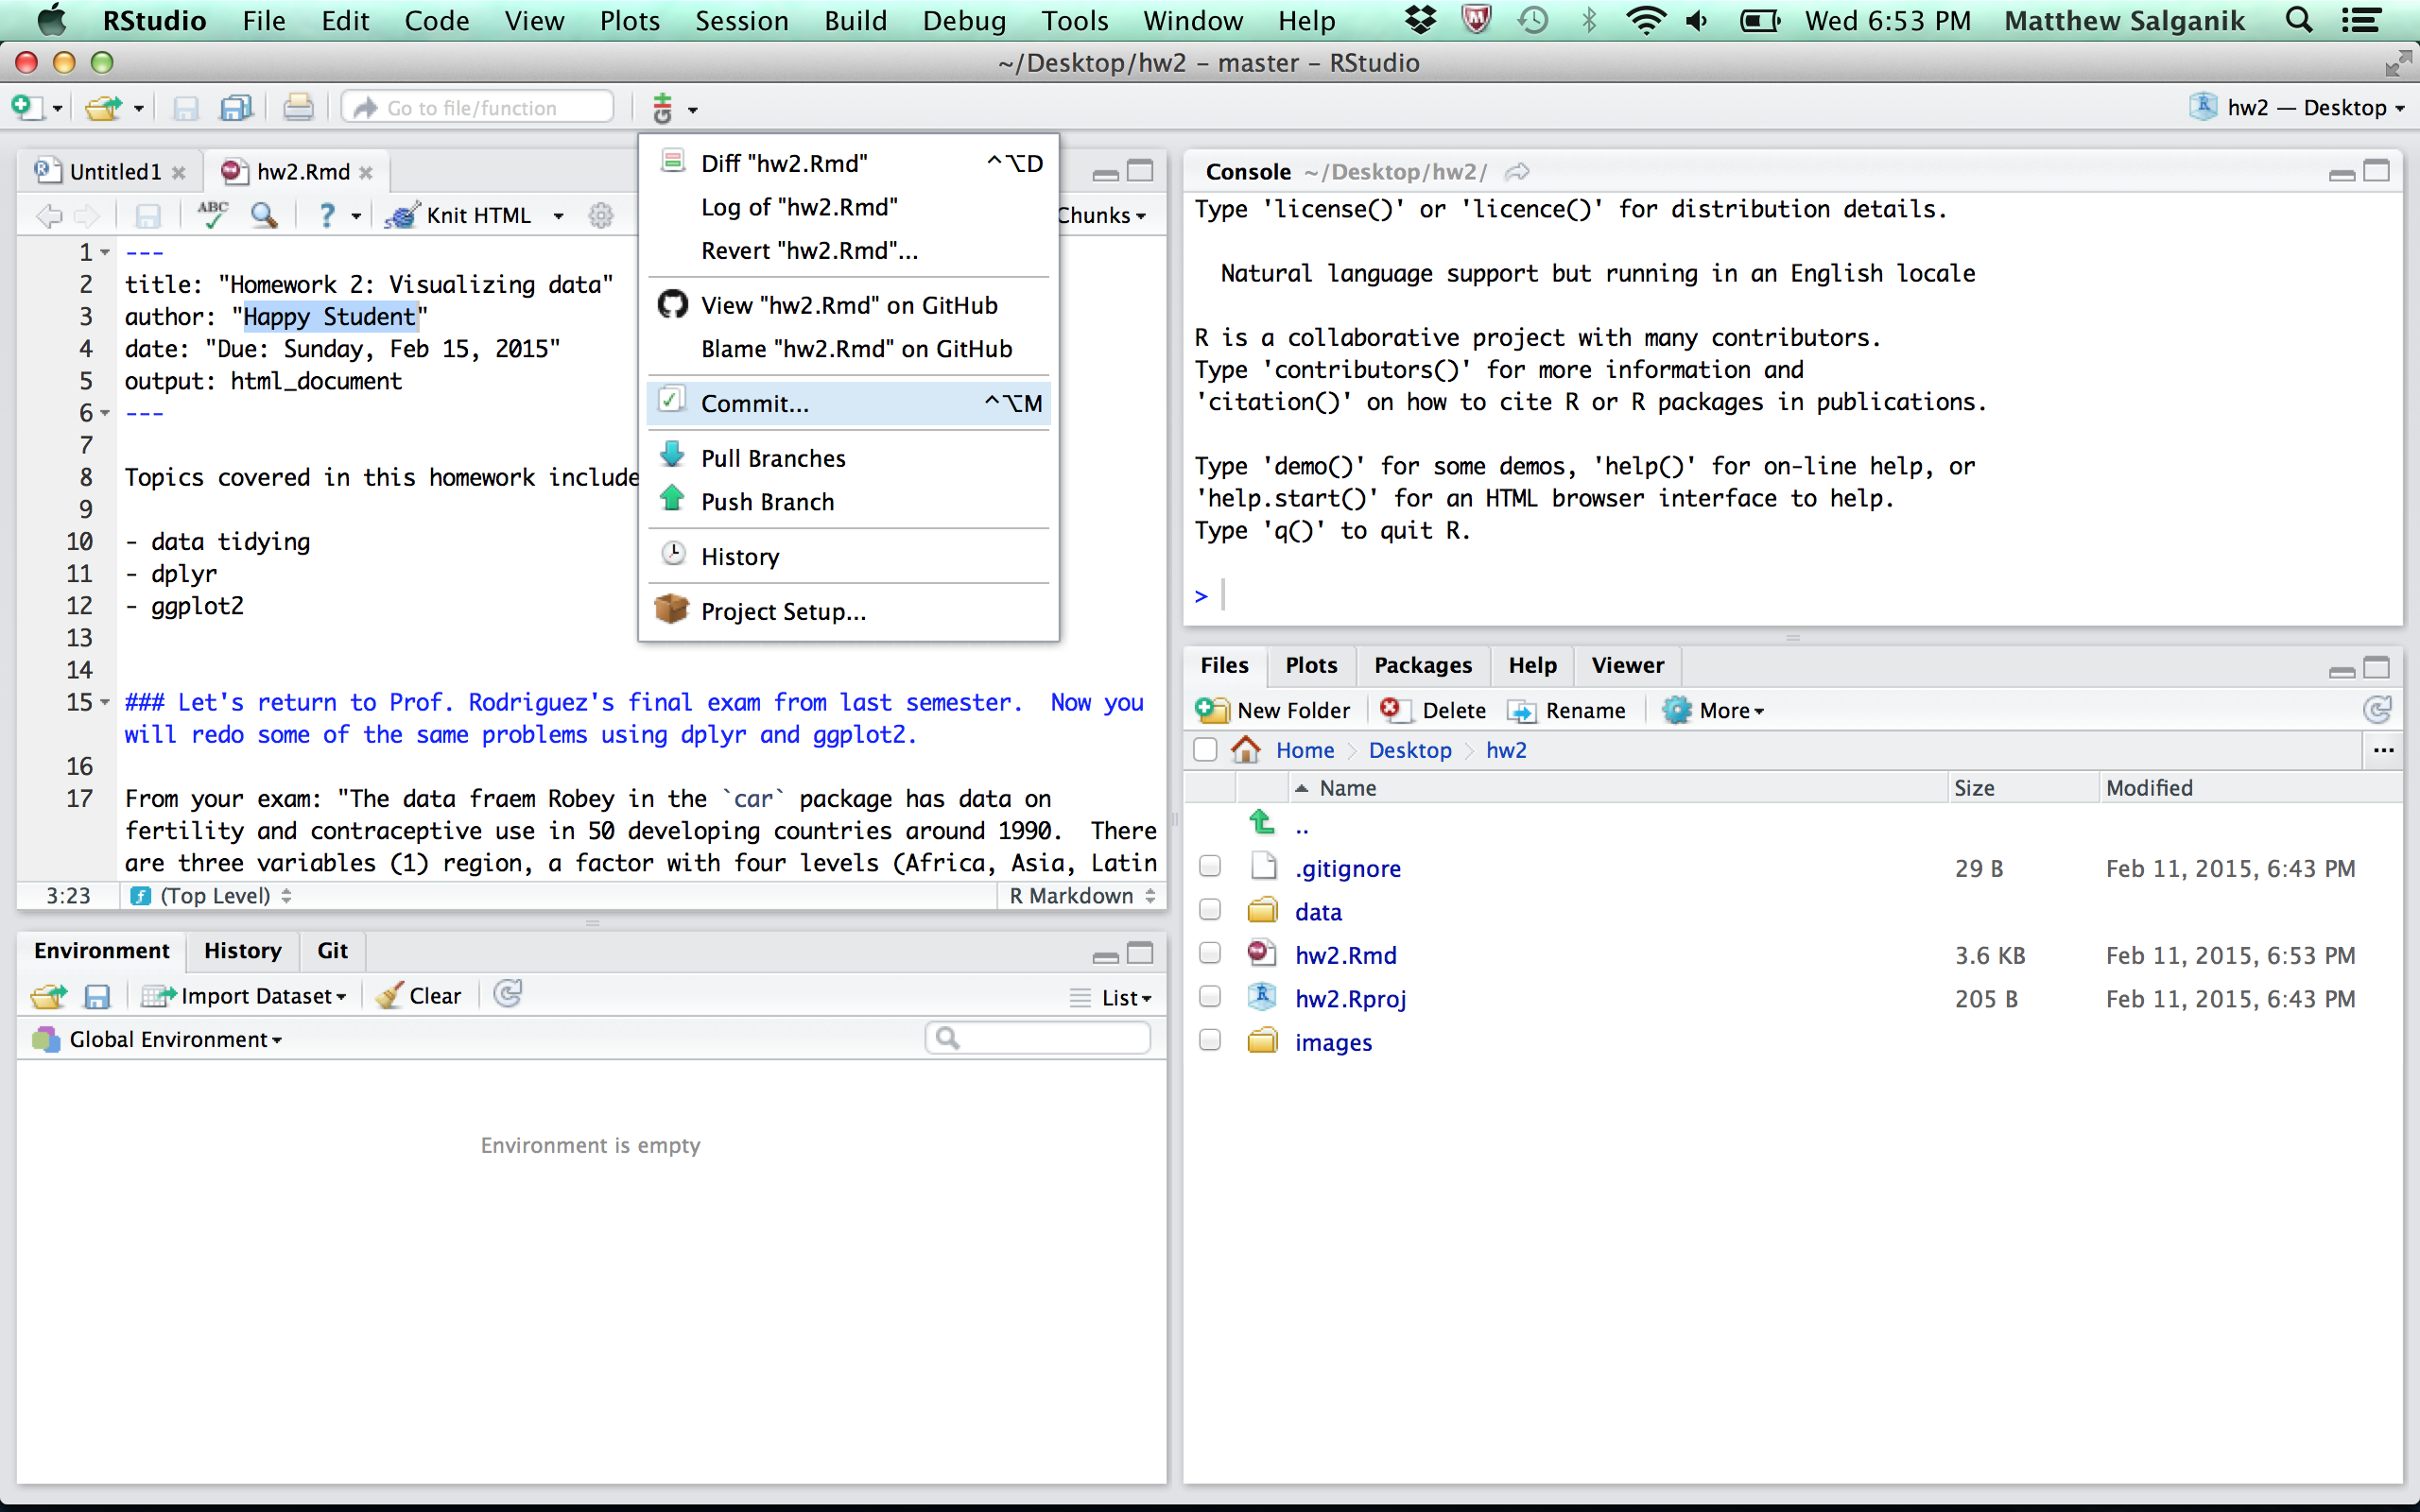 RStudio File Edit Code View Plots Session Build Debug Tools Window Help Wed 6:53 PM Matthew Salganik
~/Desktop/hw2 – master – RStudio
Go to file/function
hw2 — Desktop
Untitled1
hw2.Rmd
ABC
Knit HTML
Chunks
1 ---
2 title: "Homework 2: Visualizing data"
3 author: "Happy Student"
4 date: "Due: Sunday, Feb 15, 2015"
5 output: html_document
6 ---
7
8 Topics covered in this homework include
9
10 - data tidying
11 - dplyr
12 - ggplot2
13
14
15 ### Let's return to Prof. Rodriguez's final exam from last semester.  Now you
will redo some of the same problems using dplyr and ggplot2.
16
17 From your exam: "The data fraem Robey in the `car` package has data on
fertility and contraceptive use in 50 developing countries around 1990.  There
are three variables (1) region, a factor with four levels (Africa, Asia, Latin
3:23 (Top Level) R Markdown
Diff "hw2.Rmd" ^⌥D
Log of "hw2.Rmd"
Revert "hw2.Rmd"...
View "hw2.Rmd" on GitHub
Blame "hw2.Rmd" on GitHub
Commit... ^⌥M
Pull Branches
Push Branch
History
Project Setup...
Environment History Git
Import Dataset Clear List
Global Environment
Environment is empty
Console ~/Desktop/hw2/
Type 'license()' or 'licence()' for distribution details.
Natural language support but running in an English locale
R is a collaborative project with many contributors.
Type 'contributors()' for more information and
'citation()' on how to cite R or R packages in publications.
Type 'demo()' for some demos, 'help()' for on-line help, or
'help.start()' for an HTML browser interface to help.
Type 'q()' to quit R.
>
Files Plots Packages Help Viewer
New Folder Delete Rename More
Home Desktop hw2 ...
Name Size Modified
..
.gitignore 29 B Feb 11, 2015, 6:43 PM
data
hw2.Rmd 3.6 KB Feb 11, 2015, 6:53 PM
hw2.Rproj 205 B Feb 11, 2015, 6:43 PM
images